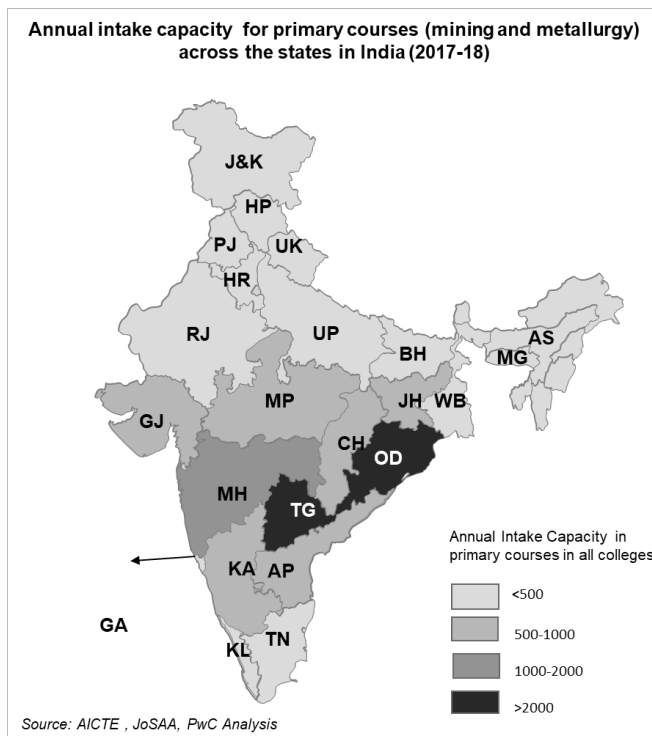 Annual intake capacity for primary courses (mining and metallurgy)
across the states in India (2017-18)
J&K
HP
PJ
UK
HR
RJ
UP
BH
AS
MG
MP
JH
WB
GJ
CH
OD
MH
TG
KA
AP
GA
KL
TN
Annual Intake Capacity in
primary courses in all colleges
<500
500-1000
1000-2000
>2000
Source: AICTE , JoSAA, PwC Analysis